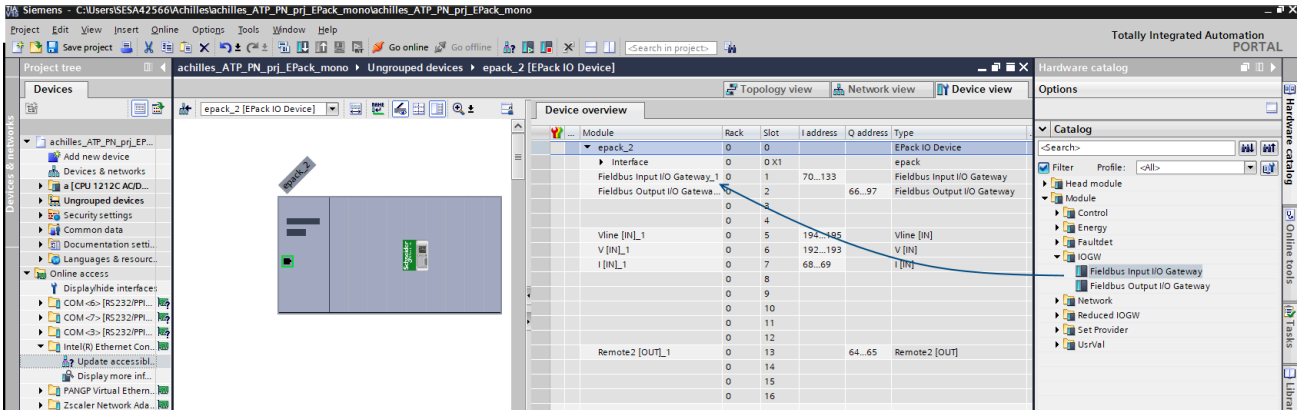 Siemens - C:\Users\SESA42566\Achilles\achilles_ATP_PN_prj_EPack_mono\achilles_ATP_PN_prj_EPack_mono
Project Edit View Insert Online Options Tools Window Help
Totally Integrated Automation
PORTAL
Save project Go online Go offline <Search in project>
Project tree
achilles_ATP_PN_prj_EPack_mono Ungrouped devices epack_2 [EPack IO Device]
Hardware catalog
Devices
Topology view Network view Device view
Options
epack_2 [EPack IO Device]
Device overview
... Module Rack Slot I address Q address Type
epack_2 0 0 EPack IO Device
Interface 0 0 X1 epack
Fieldbus Input I/O Gateway_1 0 1 70...133 Fieldbus Input I/O Gateway
Fieldbus Output I/O Gatewa... 0 2 66...97 Fieldbus Output I/O Gateway
0 3
0 4
Vline [IN]_1 0 5 194...195 Vline [IN]
V [IN]_1 0 6 192...193 V [IN]
I [IN]_1 0 7 68...69 I [IN]
0 8
0 9
0 10
0 11
0 12
Remote2 [OUT]_1 0 13 64...65 Remote2 [OUT]
0 14
0 15
0 16
achilles_ATP_PN_prj_EP...
Add new device
Devices & networks
a [CPU 1212C AC/D...
Ungrouped devices
Security settings
Common data
Documentation setti...
Languages & resourc...
Online access
Display/hide interfaces
COM <6> [RS232/PPI...
COM <7> [RS232/PPI...
COM <3> [RS232/PPI...
Intel(R) Ethernet Con...
Update accessibl...
Display more inf...
PANGP Virtual Ethern...
Zscaler Network Ada...
Devices & networks
epack_2
Schneider
Catalog
<Search>
Filter Profile: <All>
Head module
Module
Control
Energy
Faultdet
IOGW
Fieldbus Input I/O Gateway
Fieldbus Output I/O Gateway
Network
Reduced IOGW
Set Provider
UsrVal
Hardware catalog
Online tools
Tasks
Librar